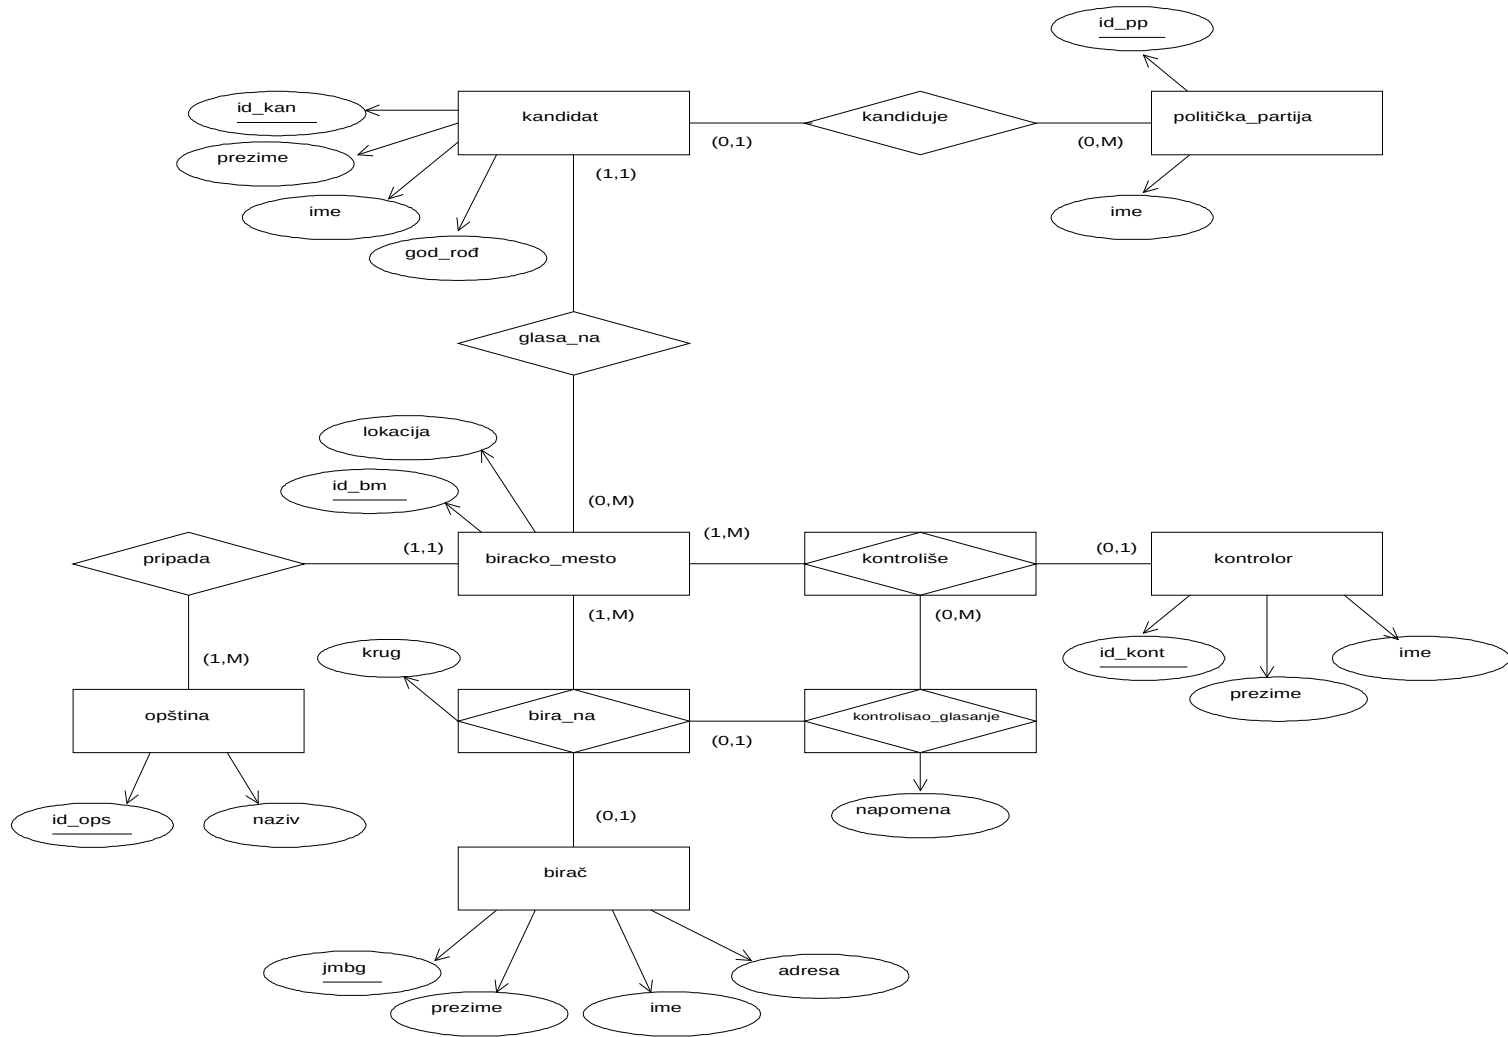 id_pp
id_kan
kandidat
kandiduje
politička_partija
(0,1)
(0,M)
prezime
(1,1)
ime
ime
god_rođ
glasa_na
lokacija
id_bm
(0,M)
(1,M)
pripada
(1,1)
biracko_mesto
kontroliše
(0,1)
kontrolor
(1,M)
(0,M)
krug
(1,M)
id_kont
ime
prezime
opština
bira_na
(0,1)
kontrolisao_glasanje
id_ops
naziv
(0,1)
napomena
birač
jmbg
adresa
prezime
ime